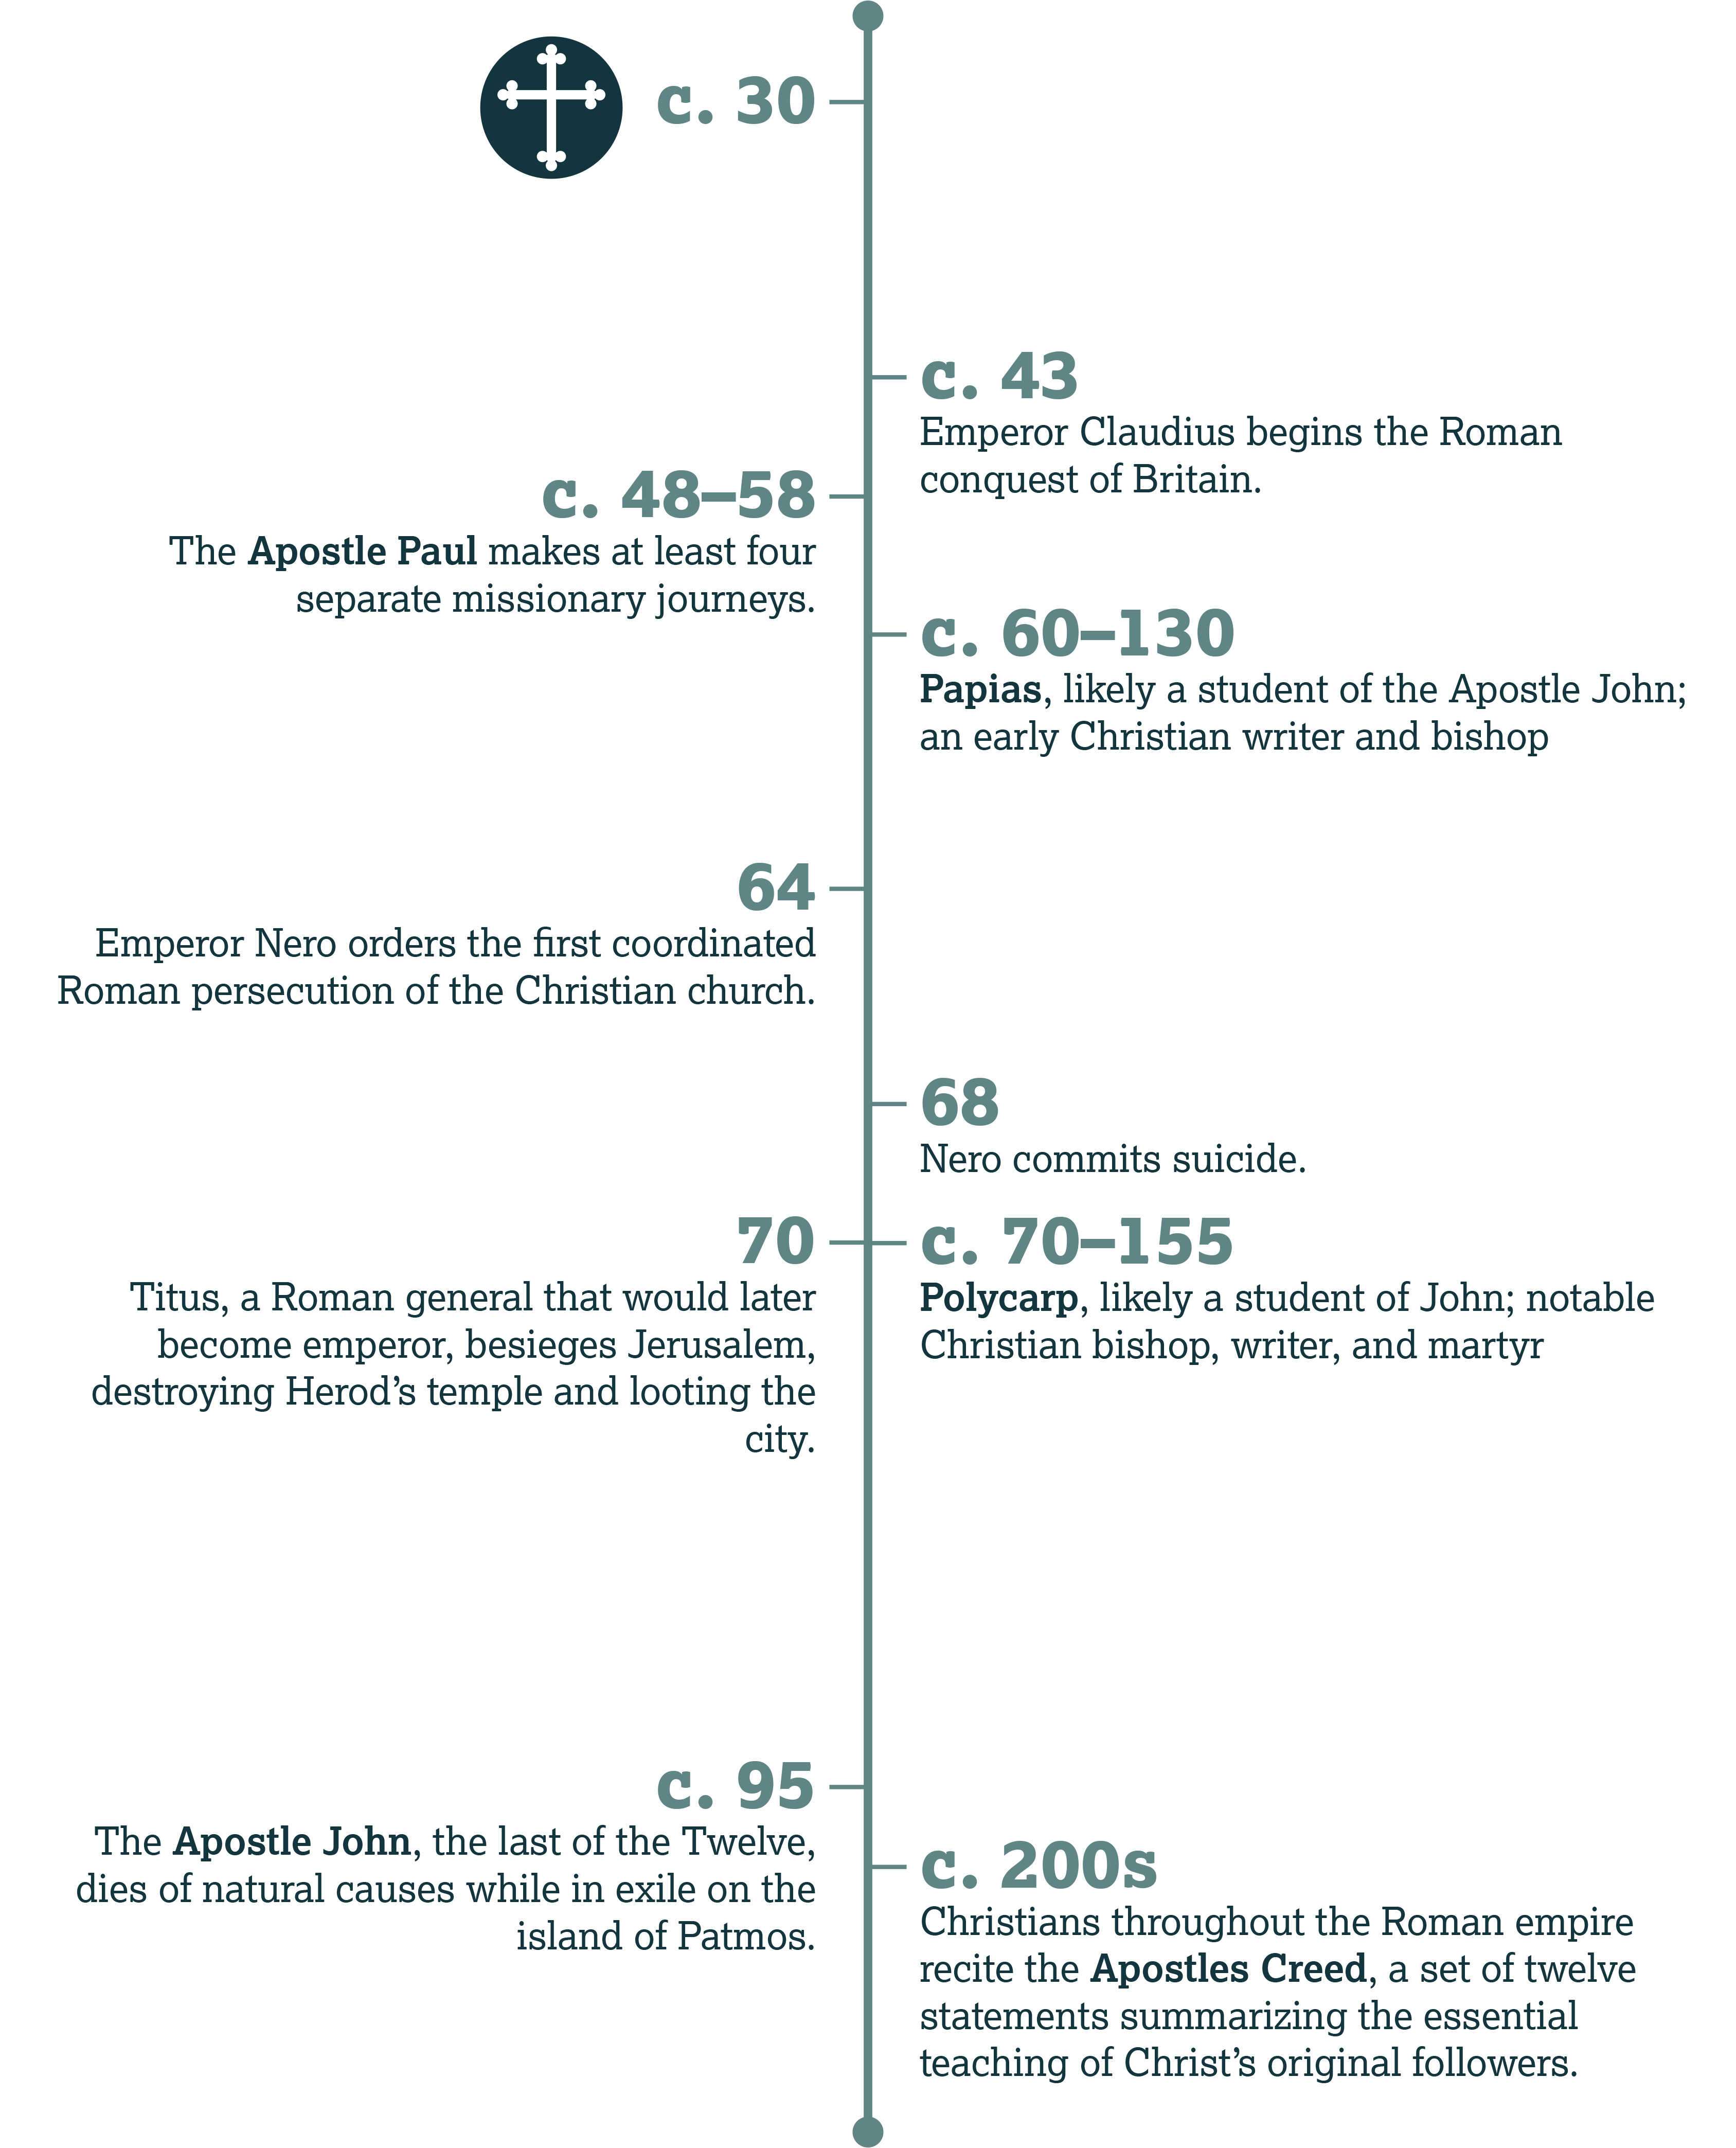 c. 30
c. 43
Emperor Claudius begins the Roman
conquest of Britain.
c. 48–58
The Apostle Paul makes at least four
separate missionary journeys.
c. 60–130
Papias, likely a student of the Apostle John;
an early Christian writer and bishop
64
Emperor Nero orders the first coordinated
Roman persecution of the Christian church.
68
Nero commits suicide.
70
Titus, a Roman general that would later
become emperor, besieges Jerusalem,
destroying Herod’s temple and looting the
city.
c. 70–155
Polycarp, likely a student of John; notable
Christian bishop, writer, and martyr
c. 95
The Apostle John, the last of the Twelve,
dies of natural causes while in exile on the
island of Patmos.
c. 200s
Christians throughout the Roman empire
recite the Apostles Creed, a set of twelve
statements summarizing the essential
teaching of Christ’s original followers.